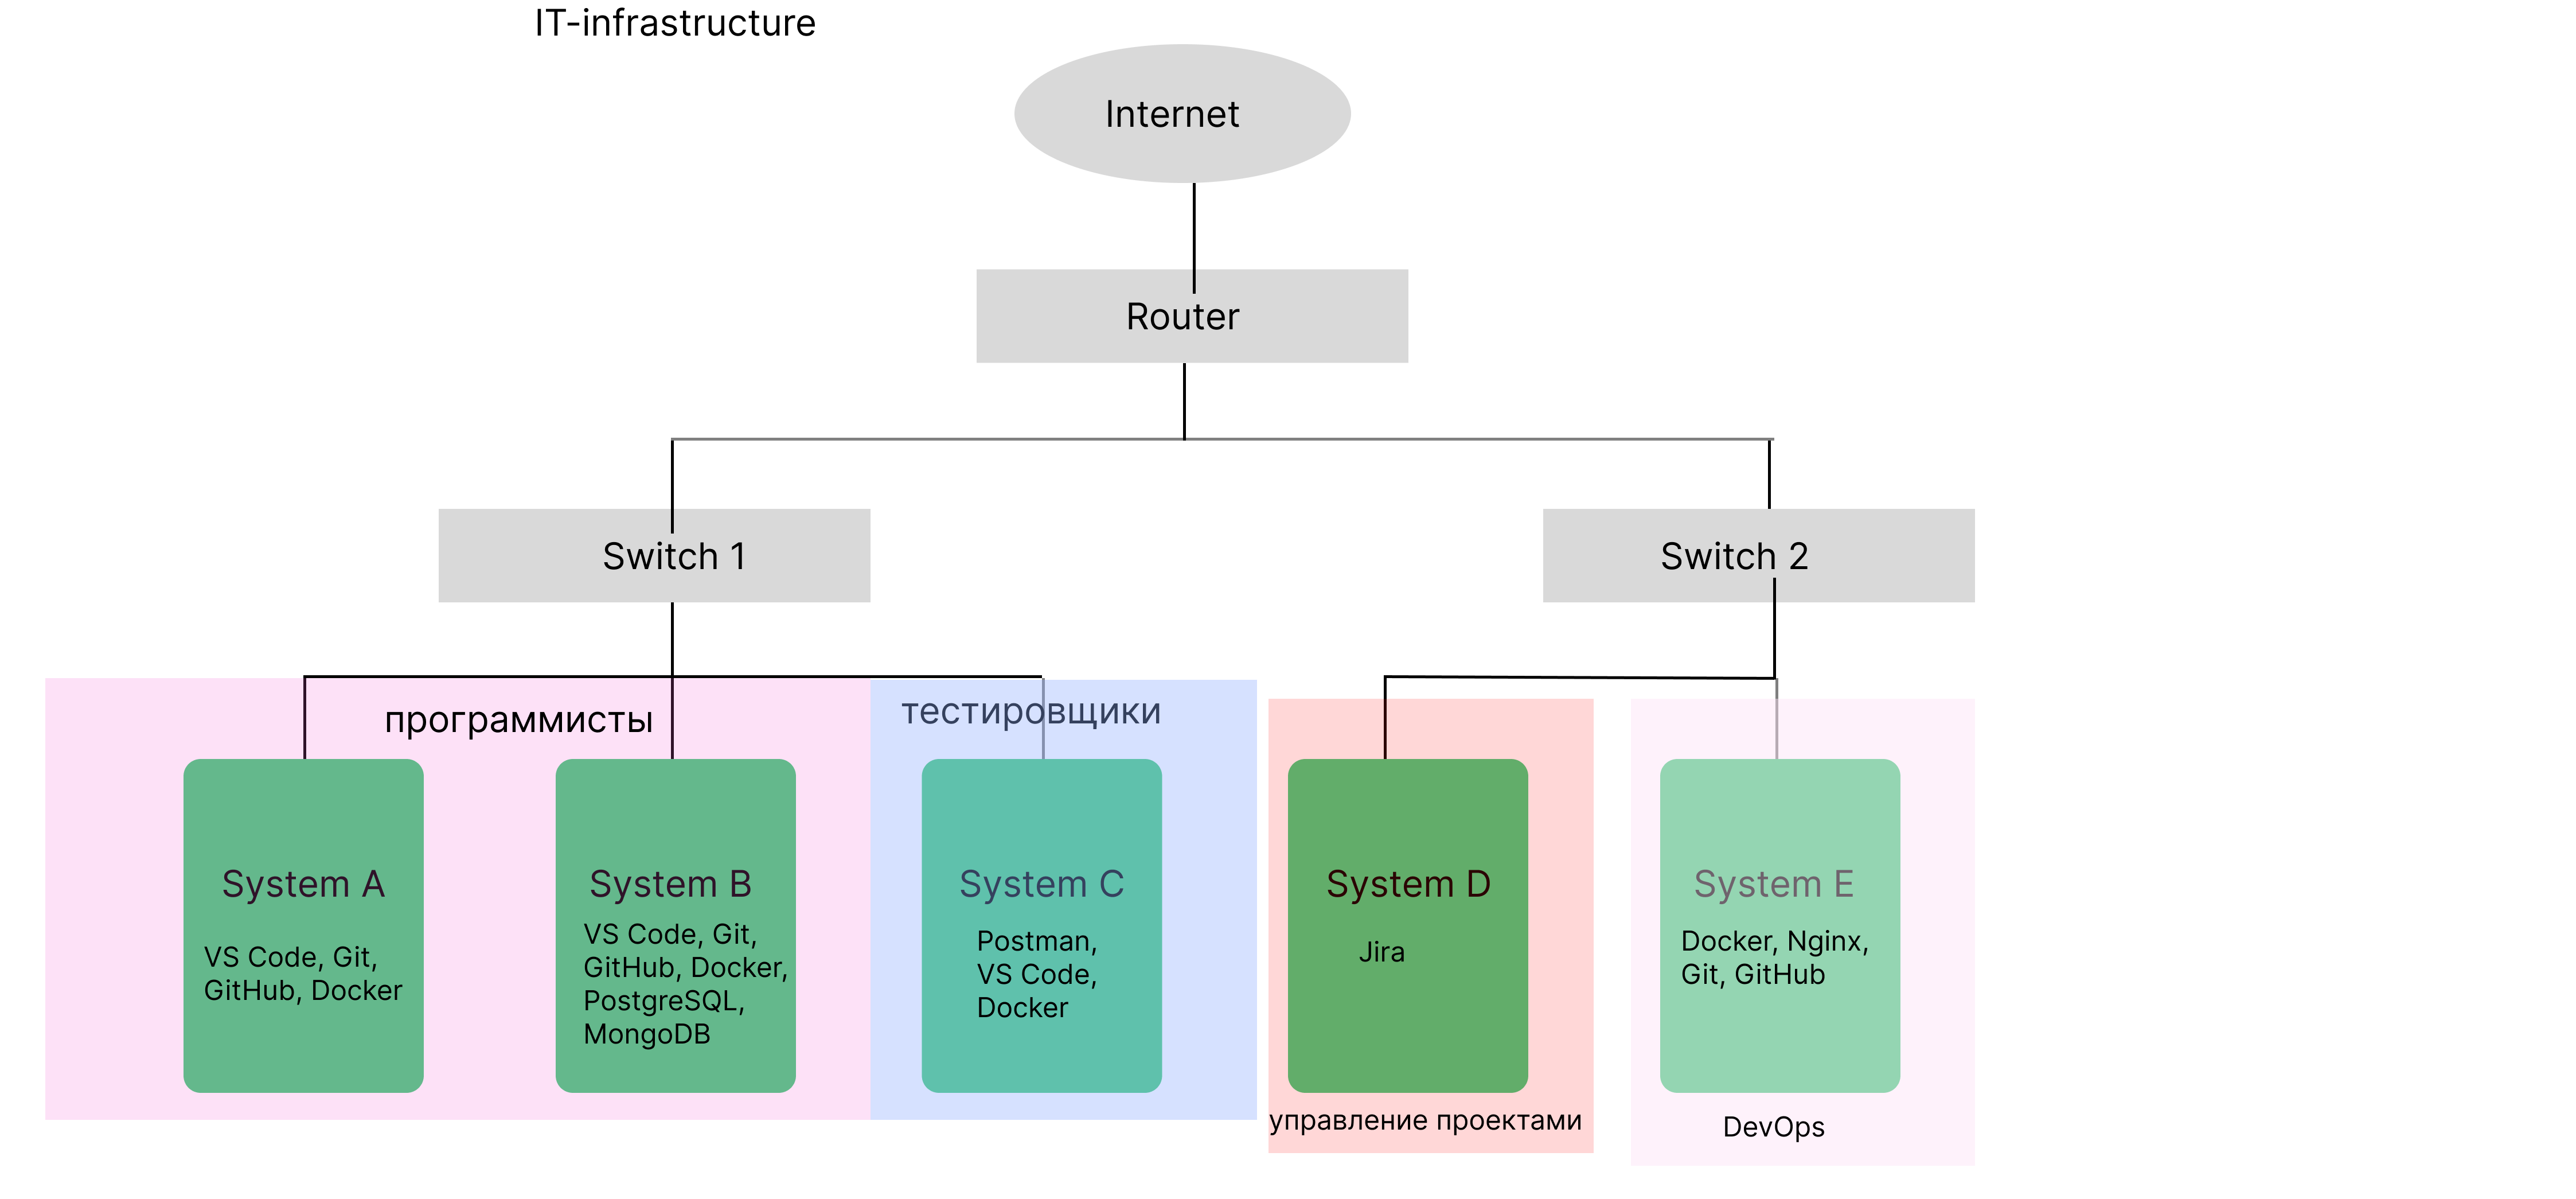 IT-infrastructure
Internet
Router
Switch 1
Switch 2
программисты
тестировщики
System A
VS Code, Git,
GitHub, Docker
System B
VS Code, Git,
GitHub, Docker,
PostgreSQL,
MongoDB
System C
Postman,
VS Code,
Docker
System D
Jira
управление проектами
System E
Docker, Nginx,
Git, GitHub
DevOps